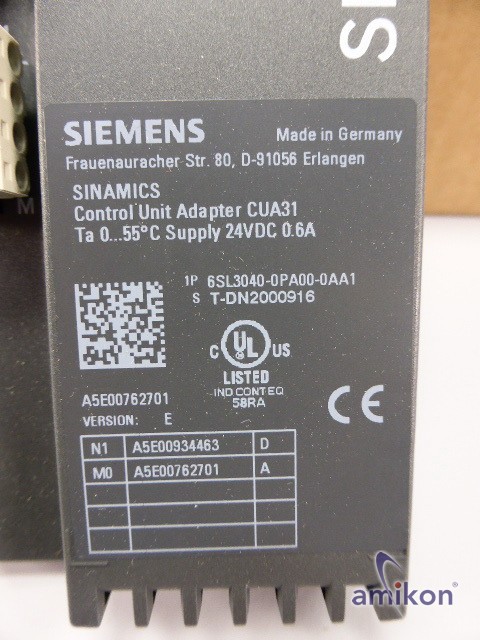 SI
M
SIEMENS
Made in Germany
Frauenauracher Str. 80, D-91056 Erlangen
SINAMICS
Control Unit Adapter CUA31
Ta 0...55°C Supply 24VDC 0.6A
1P 6SL3040-0PA00-0AA1
S T-DN2000916
C UL US
LISTED
IND CONT EQ
58RA
CE
A5E00762701
VERSION: E
N1 A5E00934463 D
M0 A5E00762701 A
amikon®